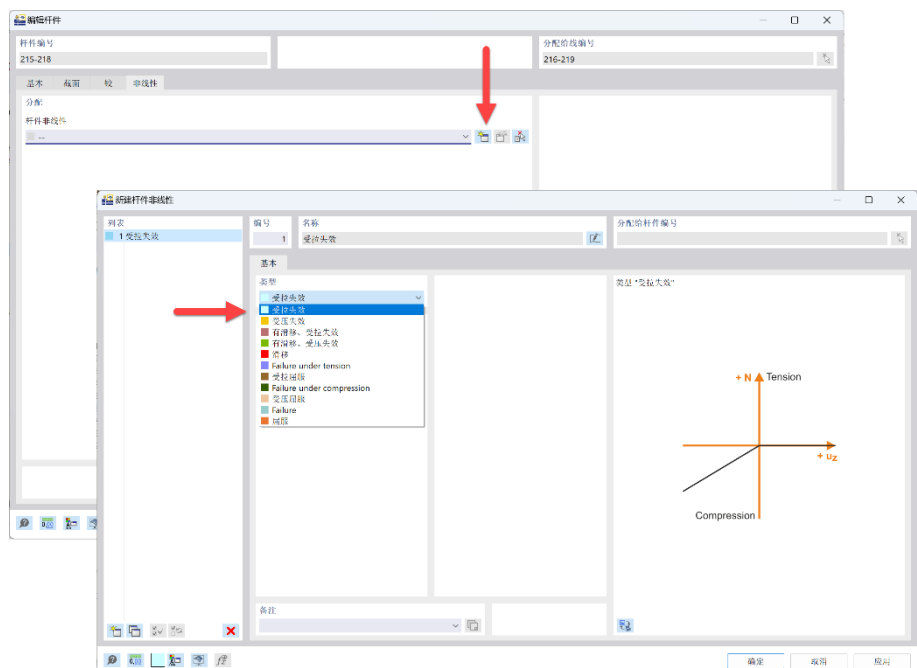 编辑杆件
杆件编号
215-218
分配给线编号
216-219
基本 截面 铰 非线性
分配
杆件非线性
--
新建杆件非线性
列表
1 受拉失效
编号
1
名称
受拉失效
分配给杆件编号
基本
类型
受拉失效
受拉失效
受压失效
有滑移、受拉失效
有滑移、受压失效
滑移
Failure under tension
受拉屈服
Failure under compression
受压屈服
Failure
屈服
类型 "受拉失效"
+ N Tension
+ uz
Compression
备注
确定 取消 应用